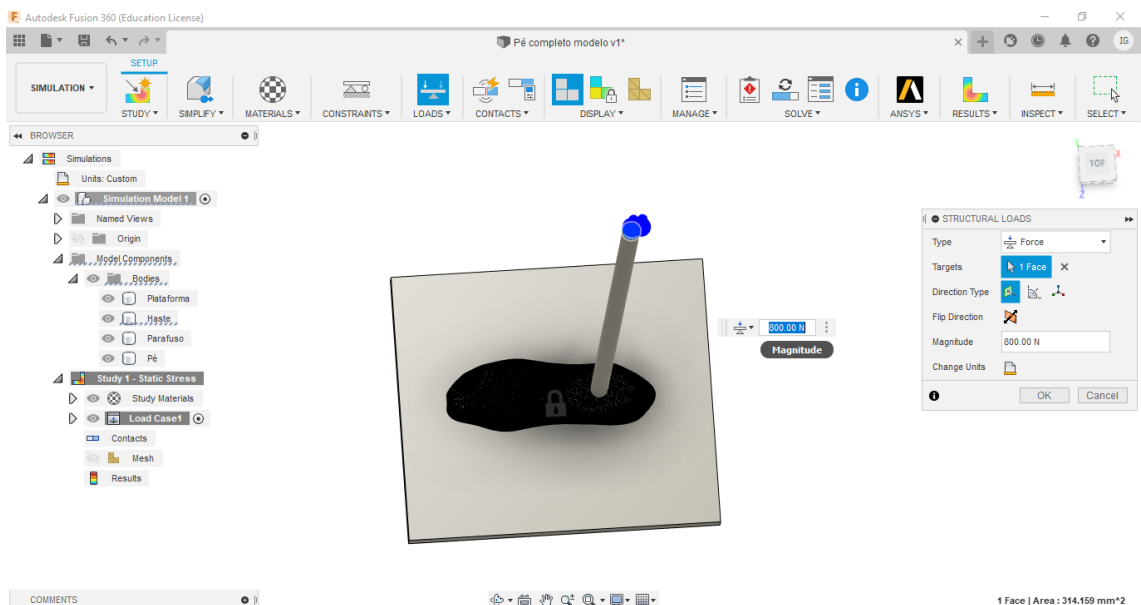 Autodesk Fusion 360 (Education License)
Pé completo modelo v1*
IG
SETUP
SIMULATION
STUDY
SIMPLIFY
MATERIALS
CONSTRAINTS
LOADS
CONTACTS
DISPLAY
MANAGE
SOLVE
ANSYS
RESULTS
INSPECT
SELECT
BROWSER
Simulations
Units: Custom
Simulation Model 1
Named Views
Origin
Model Components
Bodies
Plataforma
Haste
Parafuso
Pé
Study 1 - Static Stress
Study Materials
Load Case1
Contacts
Mesh
Results
800.00 N
Magnitude
Y
TOP
X
Z
STRUCTURAL LOADS
Type
Force
Targets
1 Face
Direction Type
Flip Direction
Magnitude
800.00 N
Change Units
OK
Cancel
COMMENTS
1 Face | Area : 314.159 mm^2